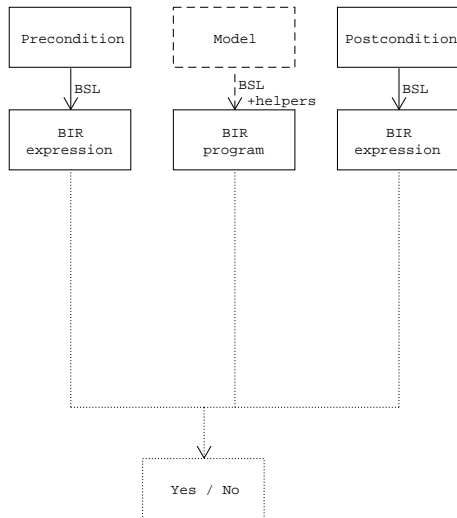 Precondition
Model
Postcondition
BSL
BSL
+helpers
BSL
BIR
expression
BIR
program
BIR
expression
Yes / No